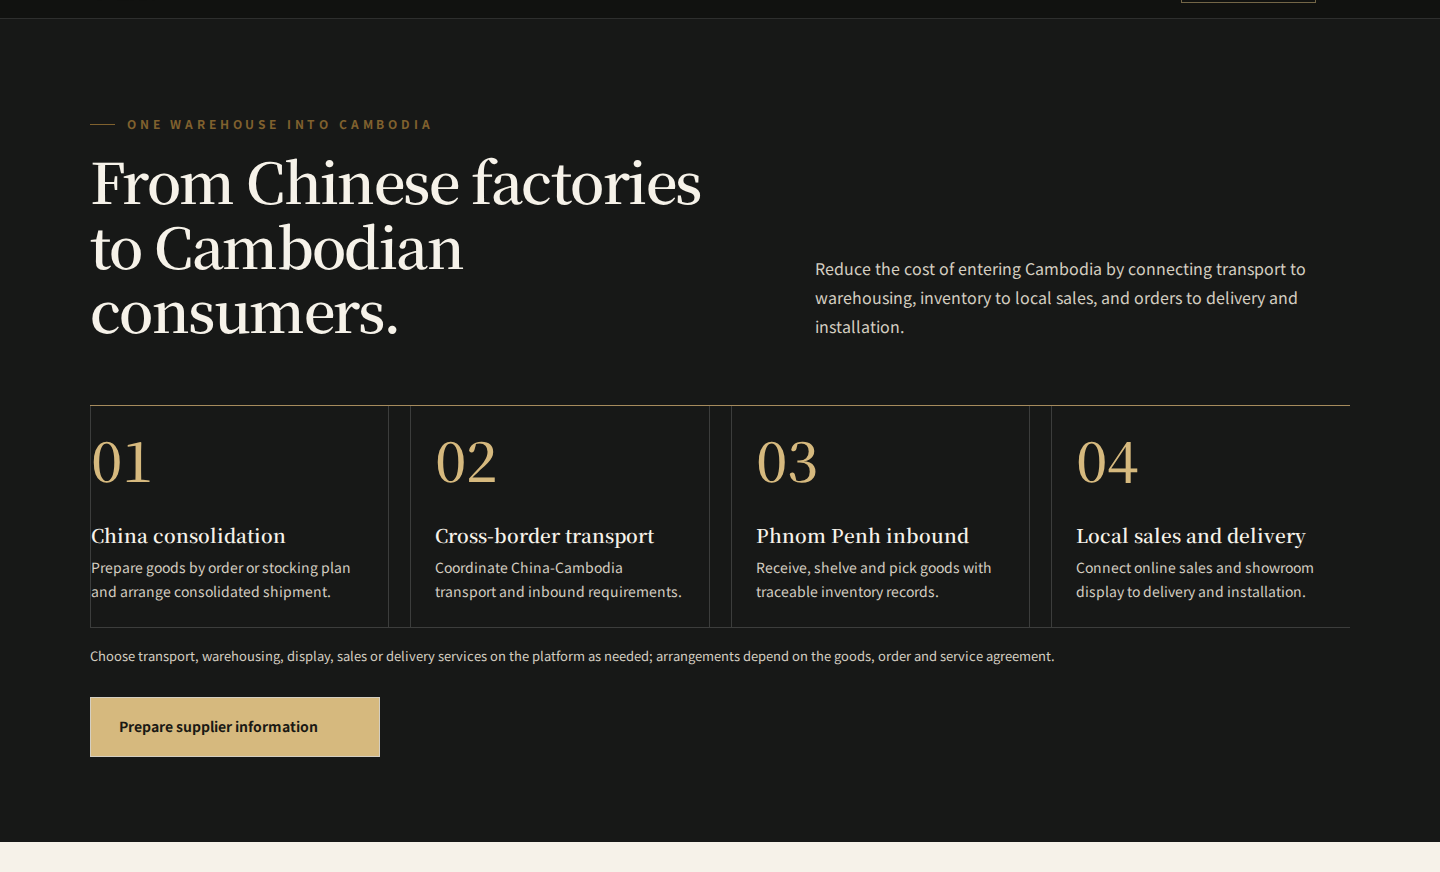 ONE WAREHOUSE INTO CAMBODIA
From Chinese factories
to Cambodian
consumers.
Reduce the cost of entering Cambodia by connecting transport to
warehousing, inventory to local sales, and orders to delivery and
installation.
01
China consolidation
Prepare goods by order or stocking plan
and arrange consolidated shipment.
02
Cross-border transport
Coordinate China-Cambodia
transport and inbound requirements.
03
Phnom Penh inbound
Receive, shelve and pick goods with
traceable inventory records.
04
Local sales and delivery
Connect online sales and showroom
display to delivery and installation.
Choose transport, warehousing, display, sales or delivery services on the platform as needed; arrangements depend on the goods, order and service agreement.
Prepare supplier information